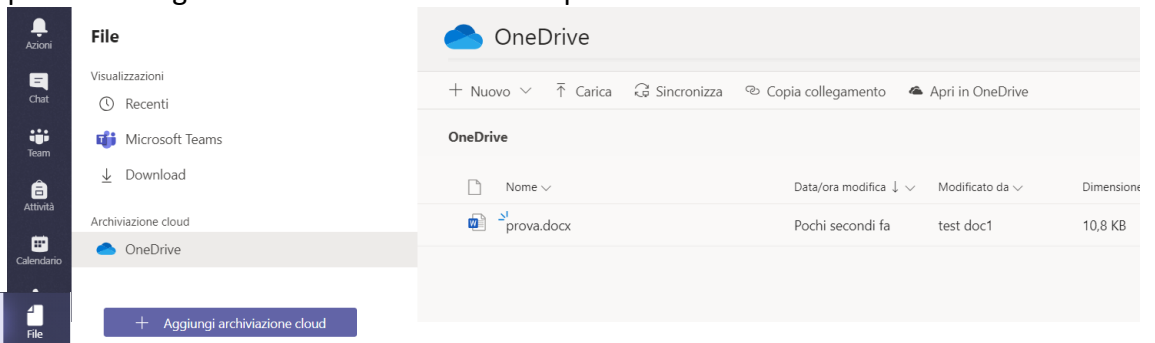 Azioni
Chat
Team
Attività
Calendario
File
File
Visualizzazioni
Recenti
Microsoft Teams
Download
Archiviazione cloud
OneDrive
+ Aggiungi archiviazione cloud
OneDrive
+ Nuovo Carica Sincronizza Copia collegamento Apri in OneDrive
OneDrive
Nome Data/ora modifica ↓ Modificato da Dimensione
prova.docx Pochi secondi fa test doc1 10,8 KB